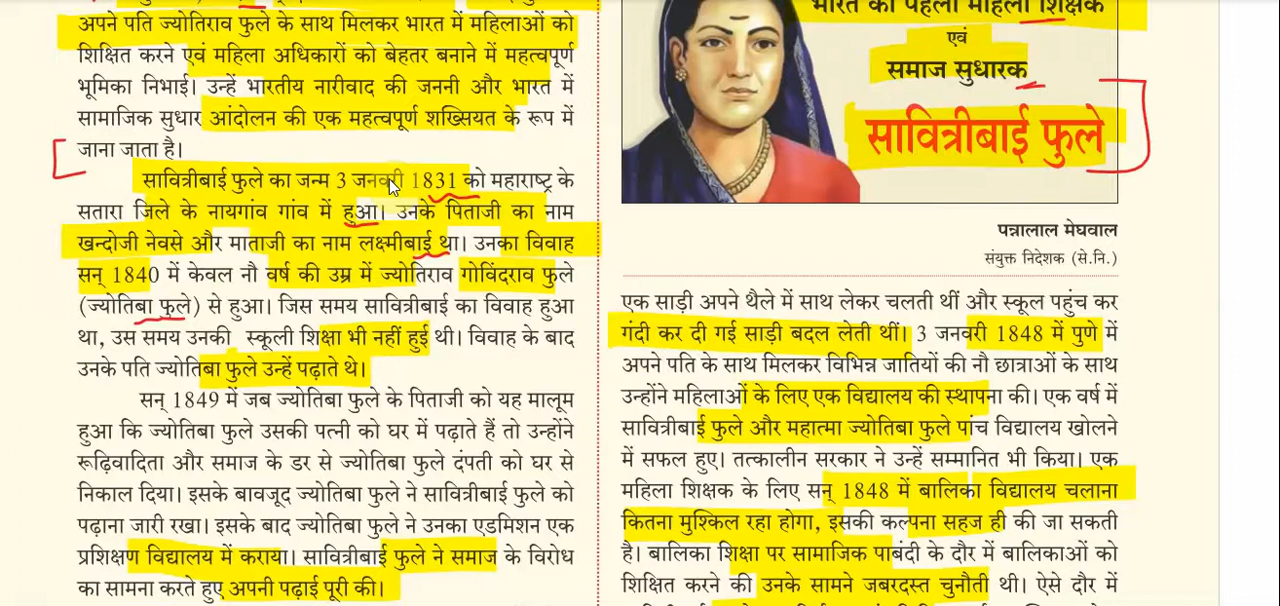 अपने पति ज्योतिराव फुले के साथ मिलकर भारत में महिलाओं को
शिक्षित करने एवं महिला अधिकारों को बेहतर बनाने में महत्वपूर्ण
भूमिका निभाई। उन्हें भारतीय नारीवाद की जननी और भारत में
सामाजिक सुधार आंदोलन की एक महत्वपूर्ण शख्सियत के रूप में
जाना जाता है।
सावित्रीबाई फुले का जन्म 3 जनवरी 1831 को महाराष्ट्र के
सतारा जिले के नायगांव गांव में हुआ। उनके पिताजी का नाम
खन्दोजी नेवसे और माताजी का नाम लक्ष्मीबाई था। उनका विवाह
सन् 1840 में केवल नौ वर्ष की उम्र में ज्योतिराव गोविंदराव फुले
(ज्योतिबा फुले) से हुआ। जिस समय सावित्रीबाई का विवाह हुआ
था, उस समय उनकी स्कूली शिक्षा भी नहीं हुई थी। विवाह के बाद
उनके पति ज्योतिबा फुले उन्हें पढ़ाते थे।
सन् 1849 में जब ज्योतिबा फुले के पिताजी को यह मालूम
हुआ कि ज्योतिबा फुले उसकी पत्नी को घर में पढ़ाते हैं तो उन्होंने
रूढ़िवादिता और समाज के डर से ज्योतिबा फुले दंपती को घर से
निकाल दिया। इसके बावजूद ज्योतिबा फुले ने सावित्रीबाई फुले को
पढ़ाना जारी रखा। इसके बाद ज्योतिबा फुले ने उनका एडमिशन एक
प्रशिक्षण विद्यालय में कराया। सावित्रीबाई फुले ने समाज के विरोध
का सामना करते हुए अपनी पढ़ाई पूरी की।
भारत की पहली महिला शिक्षक
एवं
समाज सुधारक
सावित्रीबाई फुले
पन्नालाल मेघवाल
संयुक्त निदेशक (से.नि.)
एक साड़ी अपने थैले में साथ लेकर चलती थीं और स्कूल पहुंच कर
गंदी कर दी गई साड़ी बदल लेती थीं। 3 जनवरी 1848 में पुणे में
अपने पति के साथ मिलकर विभिन्न जातियों की नौ छात्राओं के साथ
उन्होंने महिलाओं के लिए एक विद्यालय की स्थापना की। एक वर्ष में
सावित्रीबाई फुले और महात्मा ज्योतिबा फुले पांच विद्यालय खोलने
में सफल हुए। तत्कालीन सरकार ने उन्हें सम्मानित भी किया। एक
महिला शिक्षक के लिए सन् 1848 में बालिका विद्यालय चलाना
कितना मुश्किल रहा होगा, इसकी कल्पना सहज ही की जा सकती
है। बालिका शिक्षा पर सामाजिक पाबंदी के दौर में बालिकाओं को
शिक्षित करने की उनके सामने जबरदस्त चुनौती थी। ऐसे दौर में